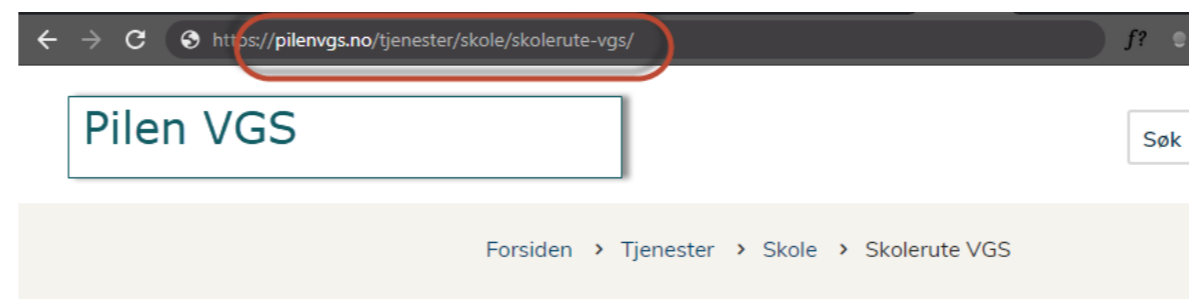 https://pilenvgs.no/tjenester/skole/skolerute-vgs/ f?
Pilen VGS
Søk
Forsiden > Tjenester > Skole > Skolerute VGS